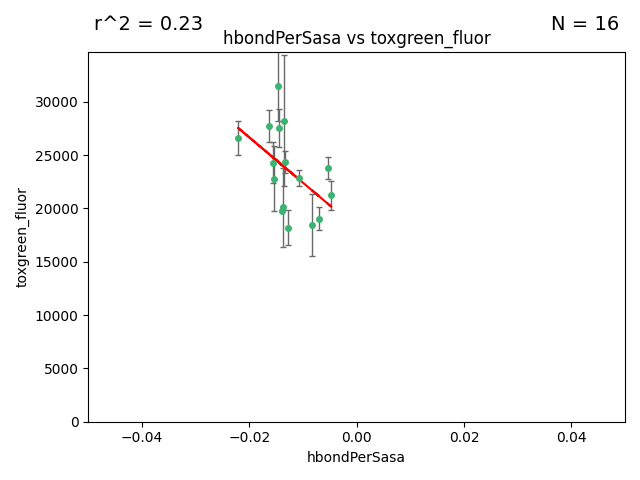 r^2 = 0.23
N = 16
hbondPerSasa vs toxgreen_fluor
30000
25000
20000
15000
10000
5000
0
toxgreen_fluor
−0.04
−0.02
0.00
0.02
0.04
hbondPerSasa